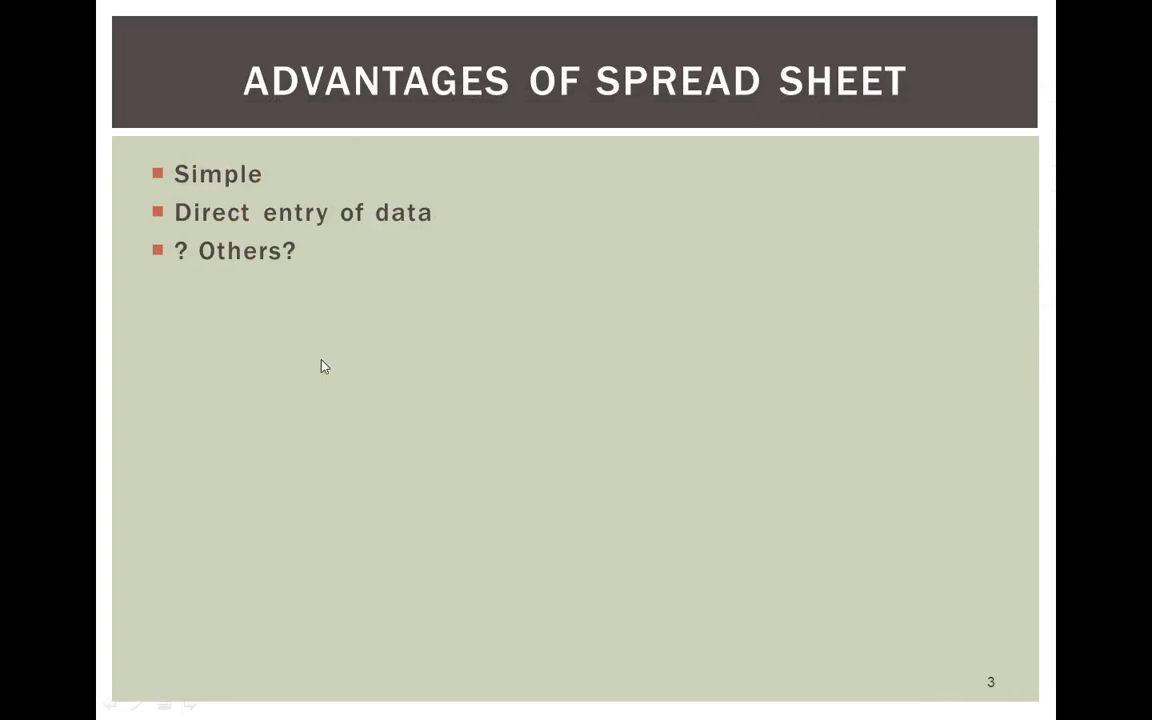 ADVANTAGES OF SPREAD SHEET
Simple
Direct entry of data
? Others?
3